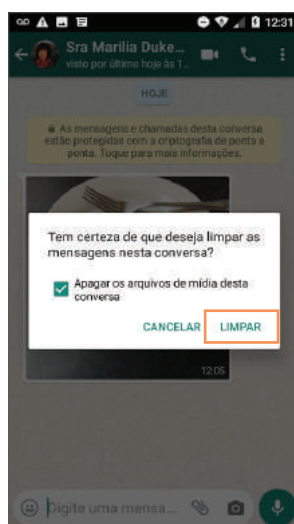 12:31
Sra Marilia Duke...
visto por último hoje às 1...
HOJE
As mensagens e chamadas desta conversa
estão protegidas com a criptografia de ponta a
ponta. Toque para mais informações.
Tem certeza de que deseja limpar as
mensagens nesta conversa?
Apagar os arquivos de mídia desta
conversa
CANCELAR LIMPAR
12:05
Digite uma mensa...